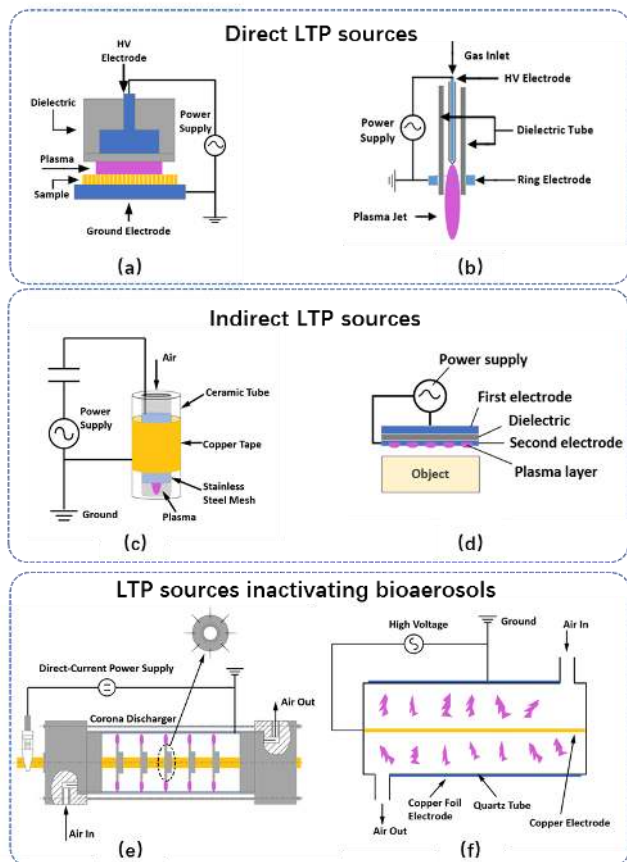 Direct LTP sources
HV
Electrode
Dielectric
Power
Supply
Plasma
Sample
Ground Electrode
(a)
Gas Inlet
HV Electrode
Power
Supply
Dielectric Tube
Ring Electrode
Plasma Jet
(b)
Indirect LTP sources
Air
Ceramic Tube
Power
Supply
Copper Tape
Stainless
Steel Mesh
Ground
Plasma
(c)
Power supply
First electrode
Dielectric
Second electrode
Plasma layer
Object
(d)
LTP sources inactivating bioaerosols
Direct-Current Power Supply
Corona Discharger
Air Out
Air In
(e)
High Voltage
Ground
Air In
Copper Foil
Electrode
Quartz Tube
Copper Electrode
Air Out
(f)